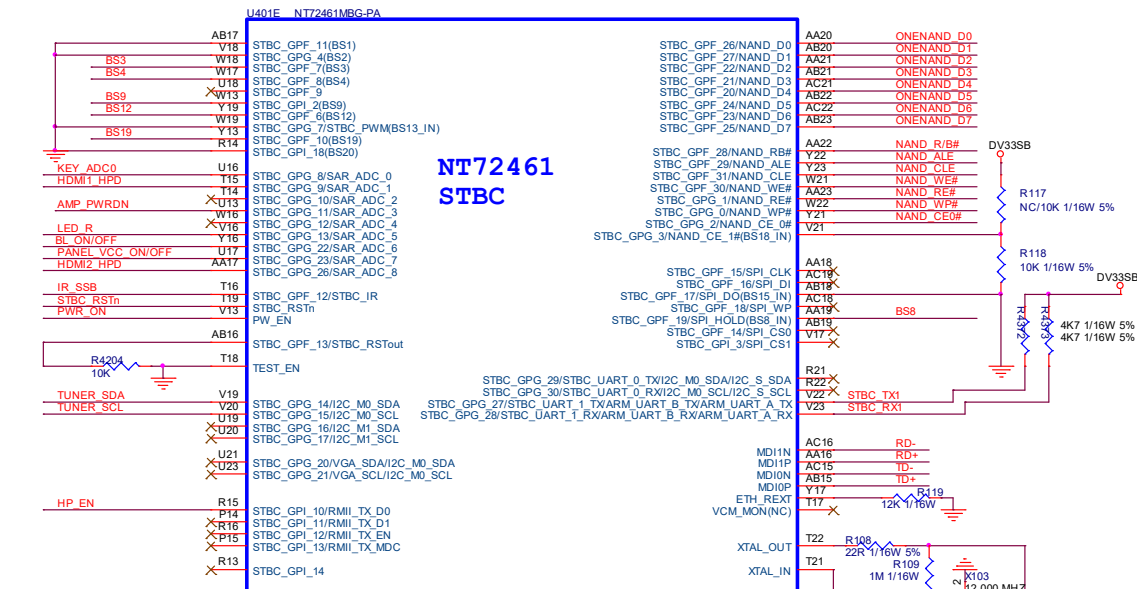 U401E NT72461MBG-PA
NT72461
STBC
AB17 STBC_GPF_11(BS1)
V18 STBC_GPG_4(BS2)
BS3 W18 STBC_GPF_7(BS3)
BS4 W17 STBC_GPF_8(BS4)
U18 STBC_GPF_9
BS9 W13 STBC_GPI_2(BS9)
BS12 Y19 STBC_GPF_6(BS12)
W19 STBC_GPG_7/STBC_PWM(BS13_IN)
BS19 Y13 STBC_GPF_10(BS19)
R14 STBC_GPI_18(BS20)
KEY_ADC0 U16 STBC_GPG_8/SAR_ADC_0
HDMI1_HPD T15 STBC_GPG_9/SAR_ADC_1
T14 STBC_GPG_10/SAR_ADC_2
AMP_PWRDN U13 STBC_GPG_11/SAR_ADC_3
W16 STBC_GPG_12/SAR_ADC_4
LED_R V16 STBC_GPG_13/SAR_ADC_5
BL_ON/OFF Y16 STBC_GPG_22/SAR_ADC_6
PANEL_VCC_ON/OFF U17 STBC_GPG_23/SAR_ADC_7
HDMI2_HPD AA17 STBC_GPG_26/SAR_ADC_8
IR_SSB T16 STBC_GPF_12/STBC_IR
STBC_RSTn T19 STBC_RSTn
PWR_ON V13 PW_EN
AB16 STBC_GPF_13/STBC_RSTout
R4204
10K
T18 TEST_EN
TUNER_SDA V19 STBC_GPG_14/I2C_M0_SDA
TUNER_SCL V20 STBC_GPG_15/I2C_M0_SCL
U19 STBC_GPG_16/I2C_M1_SDA
U20 STBC_GPG_17/I2C_M1_SCL
U21 STBC_GPG_20/VGA_SDA/I2C_M0_SDA
U23 STBC_GPG_21/VGA_SCL/I2C_M0_SCL
HP_EN R15 STBC_GPI_10/RMII_TX_D0
P14 STBC_GPI_11/RMII_TX_D1
R16 STBC_GPI_12/RMII_TX_EN
P15 STBC_GPI_13/RMII_TX_MDC
R13 STBC_GPI_14
STBC_GPF_26/NAND_D0 AA20 ONENAND_D0
STBC_GPF_27/NAND_D1 AB20 ONENAND_D1
STBC_GPF_22/NAND_D2 AA21 ONENAND_D2
STBC_GPF_21/NAND_D3 AB21 ONENAND_D3
STBC_GPF_20/NAND_D4 AC21 ONENAND_D4
STBC_GPF_24/NAND_D5 AB22 ONENAND_D5
STBC_GPF_23/NAND_D6 AC22 ONENAND_D6
STBC_GPF_25/NAND_D7 AB23 ONENAND_D7
STBC_GPF_28/NAND_RB# AA22 NAND_R/B#
STBC_GPF_29/NAND_ALE Y22 NAND_ALE
STBC_GPF_31/NAND_CLE Y23 NAND_CLE
STBC_GPF_30/NAND_WE# W21 NAND_WE#
STBC_GPG_1/NAND_RE# AA23 NAND_RE#
STBC_GPG_0/NAND_WP# W22 NAND_WP#
STBC_GPG_2/NAND_CE_0# Y21 NAND_CE0#
STBC_GPG_3/NAND_CE_1#(BS18_IN) V21
DV33SB
R117
NC/10K 1/16W 5%
R118
10K 1/16W 5%
STBC_GPF_15/SPI_CLK AA18
STBC_GPF_16/SPI_DI AC19
STBC_GPF_17/SPI_DO(BS15_IN) AB18
STBC_GPF_18/SPI_WP AC18
STBC_GPF_19/SPI_HOLD(BS8_IN) AA19 BS8
STBC_GPF_14/SPI_CS0 AB19
STBC_GPI_3/SPI_CS1 V17
DV33SB
R4372
R4373
4K7 1/16W 5%
4K7 1/16W 5%
STBC_GPG_29/STBC_UART_0_TX/I2C_M0_SDA/I2C_S_SDA R21
STBC_GPG_30/STBC_UART_0_RX/I2C_M0_SCL/I2C_S_SCL R22
STBC_GPG_27/STBC_UART_1_TX/ARM_UART_B_TX/ARM_UART_A_TX V22 STBC_TX1
STBC_GPG_28/STBC_UART_1_RX/ARM_UART_B_RX/ARM_UART_A_RX V23 STBC_RX1
MDI1N AC16 RD-
MDI1P AA16 RD+
MDI0N AC15 TD-
MDI0P AB15 TD+
ETH_REXT Y17 R119
12K 1/16W
VCM_MON(NC) T17
XTAL_OUT T22 R108
22R 1/16W 5%
R109
1M 1/16W
XTAL_IN T21
2
X103
12.000 MHZ